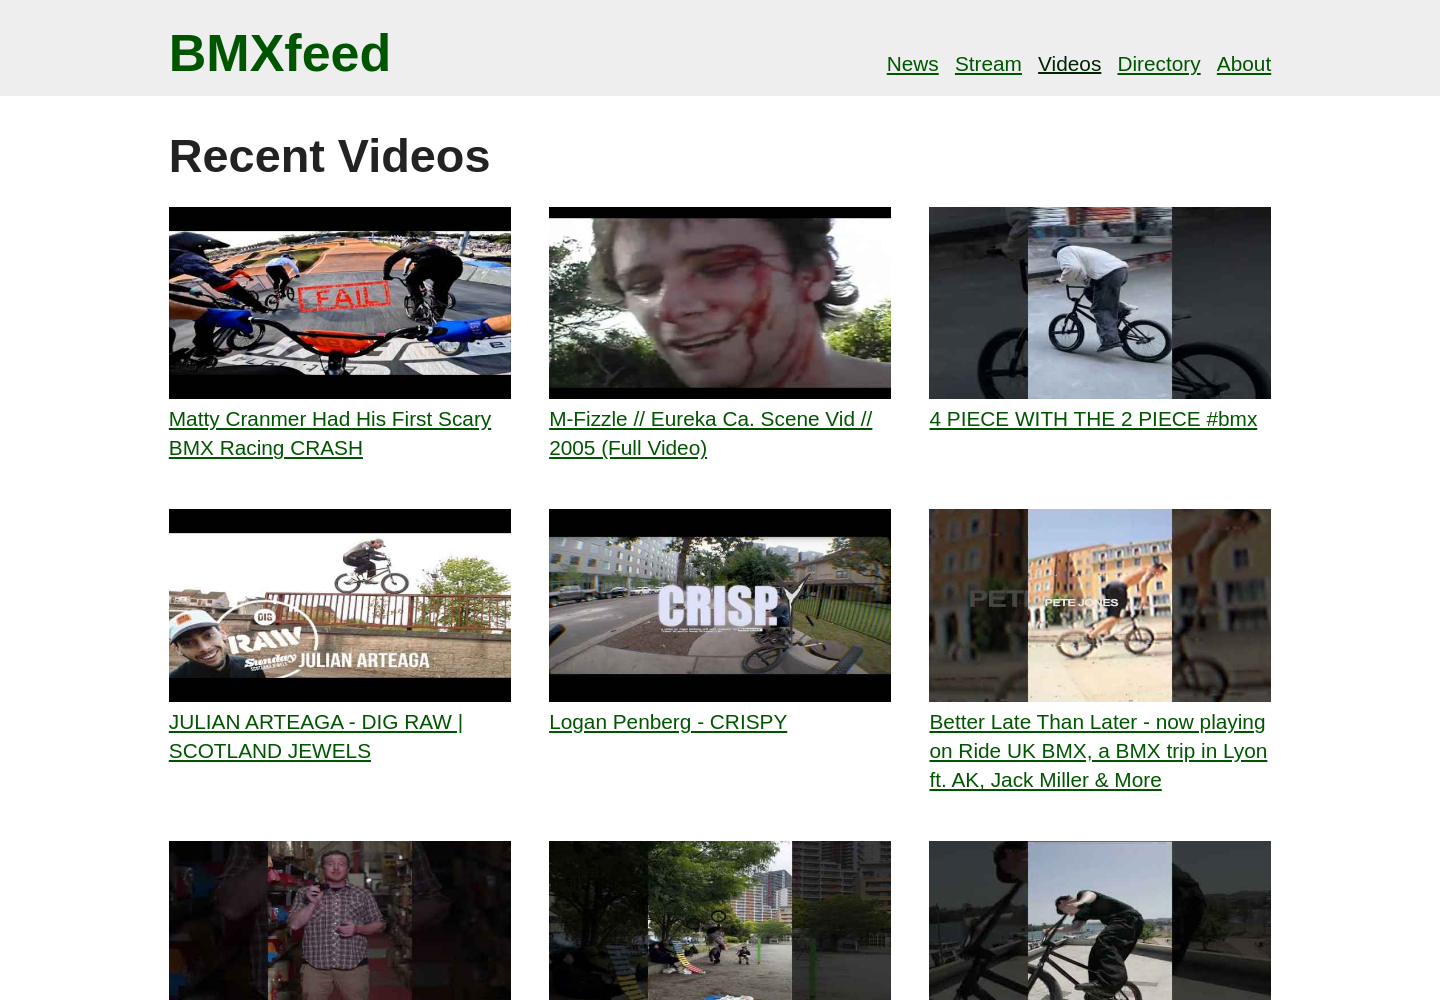 BMXfeed
News Stream Videos Directory About
Recent Videos
FAIL
Matty Cranmer Had His First Scary
BMX Racing CRASH
M-Fizzle // Eureka Ca. Scene Vid //
2005 (Full Video)
4 PIECE WITH THE 2 PIECE #bmx
DIG
RAW
Sunday
JULIAN ARTEAGA
JULIAN ARTEAGA - DIG RAW |
SCOTLAND JEWELS
CRISP.
Logan Penberg - CRISPY
PETE JONES
Better Late Than Later - now playing
on Ride UK BMX, a BMX trip in Lyon
ft. AK, Jack Miller & More